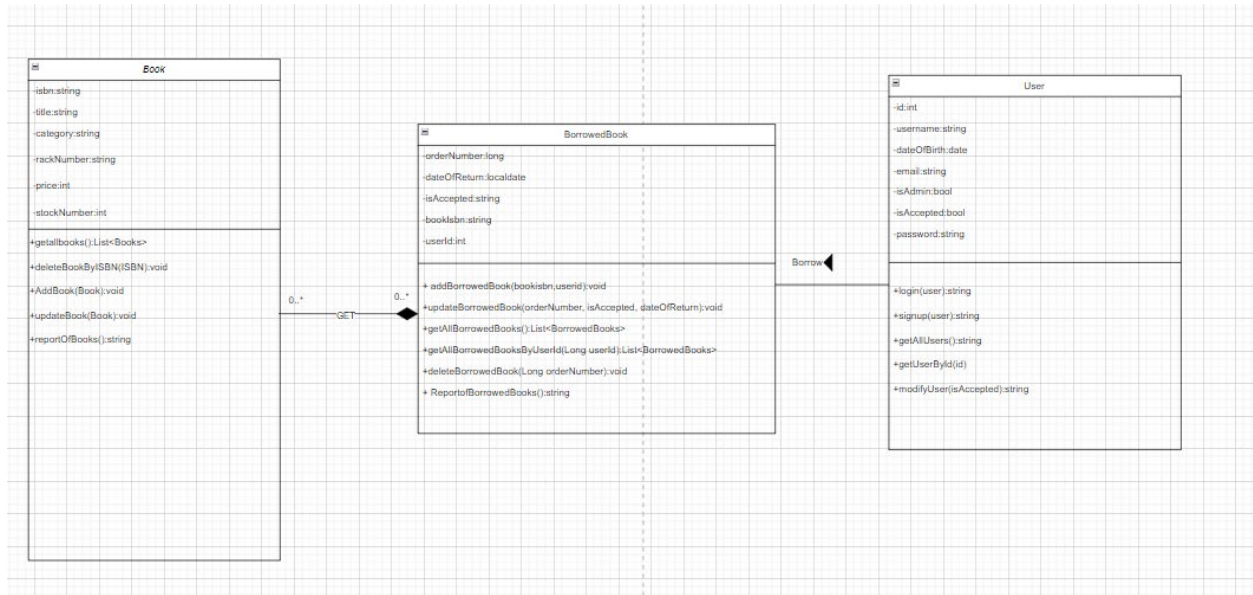 Book
-isbn:string
-title:string
-category:string
-rackNumber:string
-price:int
-stockNumber:int
+getallbooks():List<Books>
+deleteBookByISBN(ISBN):void
+AddBook(Book):void
+updateBook(Book):void
+reportOfBooks():string
0..*
GET
0..*
BorrowedBook
-orderNumber:long
-dateOfReturn:localdate
-isAccepted:string
-bookIsbn:string
-userId:int
+ addBorrowedBook(bookisbn,userid):void
+updateBorrowedBook(orderNumber, isAccepted, dateOfReturn):void
+getAllBorrowedBooks():List<BorrowedBooks>
+getAllBorrowedBooksByUserId(Long userId):List<BorrowedBooks>
+deleteBorrowedBook(Long orderNumber):void
+ ReportofBorrowedBooks():string
Borrow
User
-id:int
-username:string
-dateOfBirth:date
-email:string
-isAdmin:bool
-isAccepted:bool
-password:string
+login(user):string
+signup(user):string
+getAllUsers():string
+getUserById(id)
+modifyUser(isAccepted):string